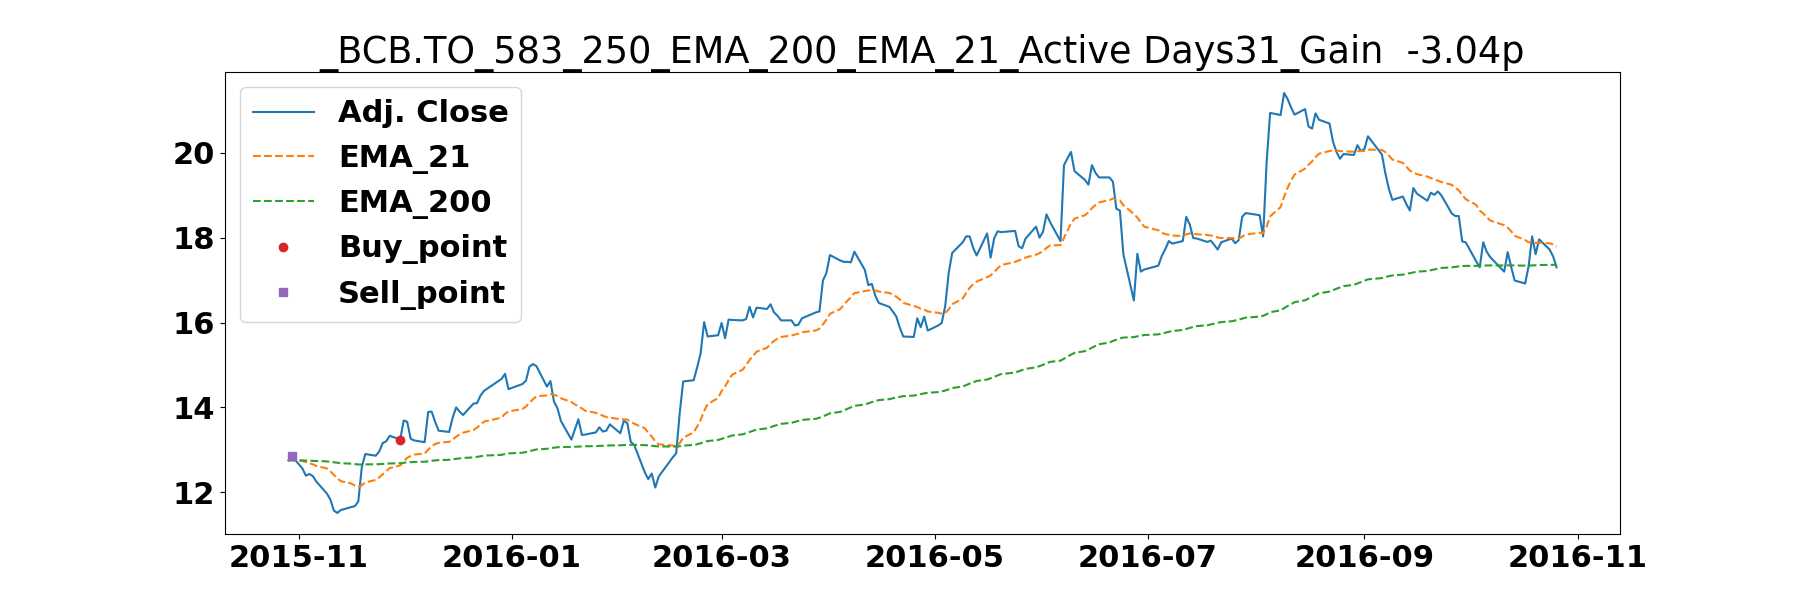 _BCB.TO_583_250_EMA_200_EMA_21_Active Days31_Gain  -3.04p
Adj. Close
EMA_21
EMA_200
Buy_point
Sell_point
20
18
16
14
12
2015-11 2016-01 2016-03 2016-05 2016-07 2016-09 2016-11